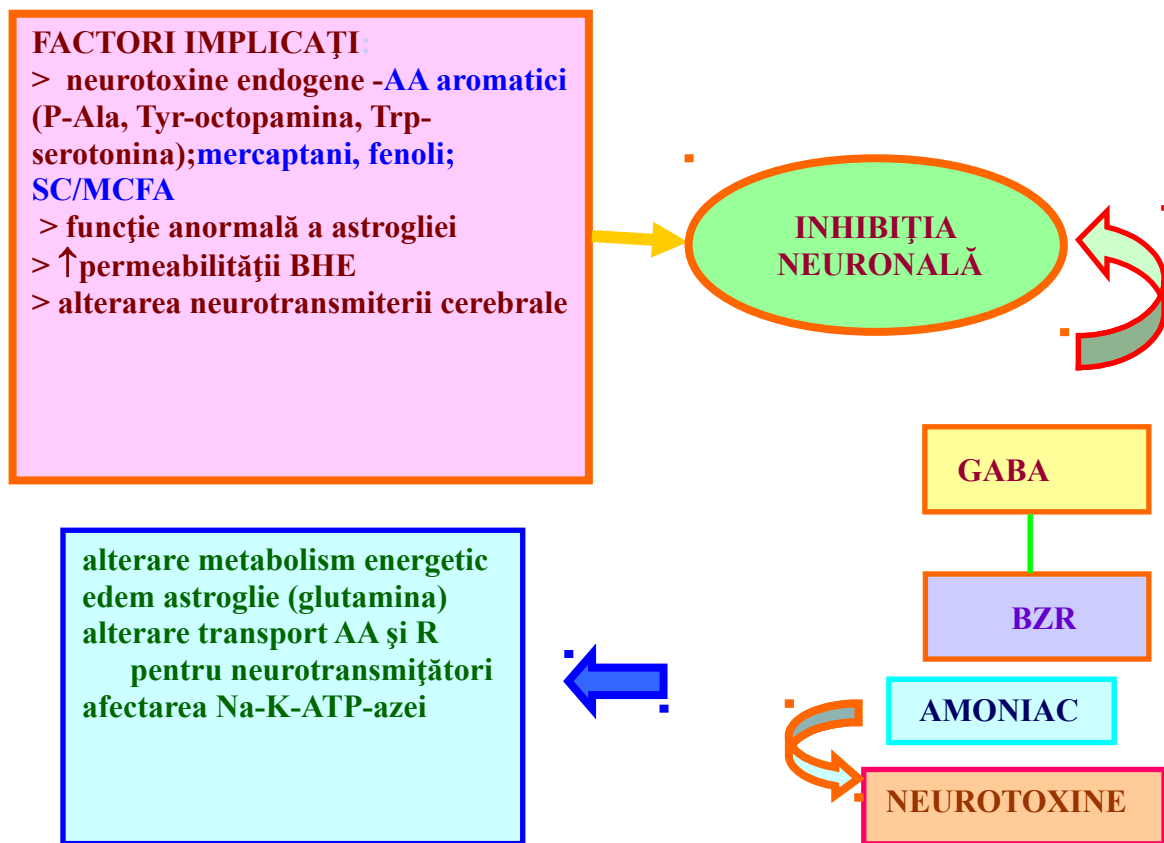 FACTORI IMPLICAŢI:
> neurotoxine endogene -AA aromatici
(P-Ala, Tyr-octopamina, Trp-
serotonina);mercaptani, fenoli;
SC/MCFA
> funcţie anormală a astrogliei
> ↑permeabilităţii BHE
> alterarea neurotransmiterii cerebrale
INHIBIŢIA
NEURONALĂ
GABA
BZR
AMONIAC
NEUROTOXINE
alterare metabolism energetic
edem astroglie (glutamina)
alterare transport AA şi R
pentru neurotransmiţători
afectarea Na-K-ATP-azei